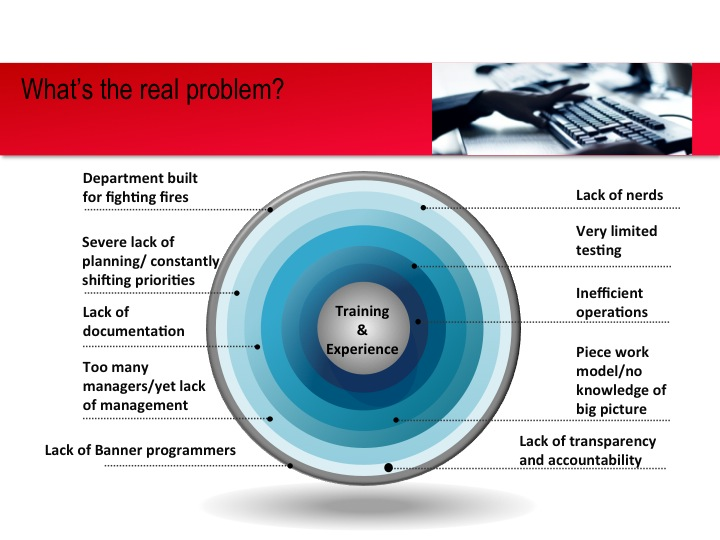 What's the real problem?
Department built
for fighting fires
Severe lack of
planning/ constantly
shifting priorities
Lack of
documentation
Too many
managers/yet lack
of management
Lack of Banner programmers
Training
&
Experience
Lack of nerds
Very limited
testing
Inefficient
operations
Piece work
model/no
knowledge of
big picture
Lack of transparency
and accountability